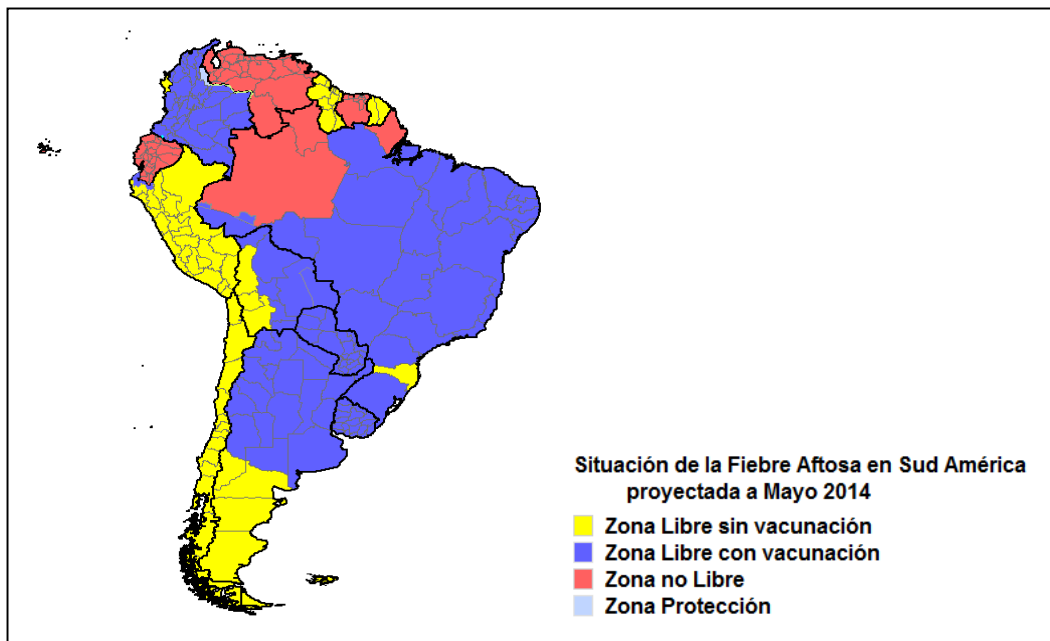 Situación de la Fiebre Aftosa en Sud América
proyectada a Mayo 2014
Zona Libre sin vacunación
Zona Libre con vacunación
Zona no Libre
Zona Protección